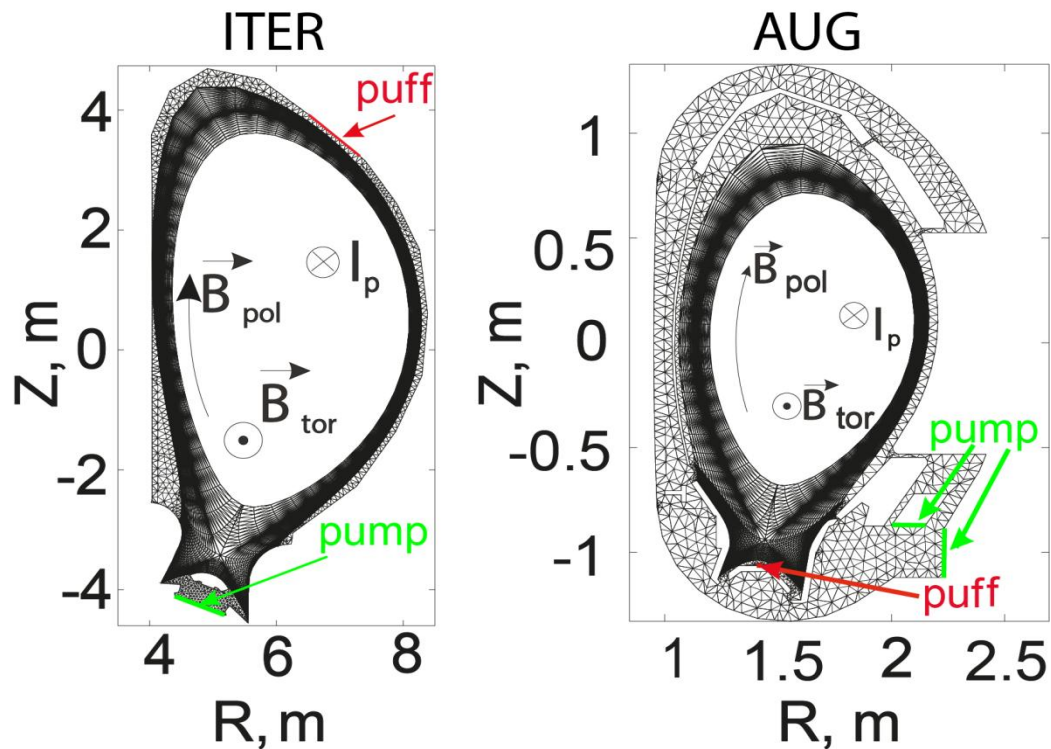 ITER
4
2
0
-2
-4
Z, m
puff
I p
B pol
B tor
pump
4 6 8
R, m
AUG
1
0.5
0
-0.5
-1
Z, m
B pol
I p
B tor
pump
puff
1 1.5 2 2.5
R, m